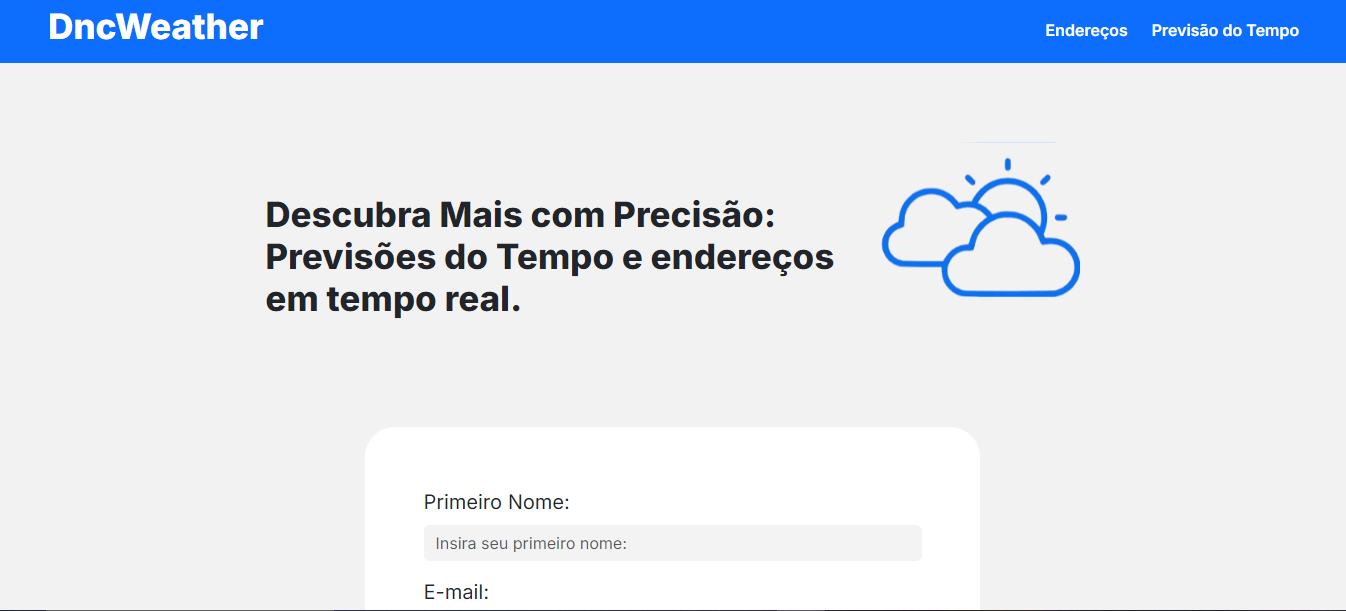 DncWeather
Endereços
Previsão do Tempo
Descubra Mais com Precisão:
Previsões do Tempo e endereços
em tempo real.
Primeiro Nome:
Insira seu primeiro nome:
E-mail: